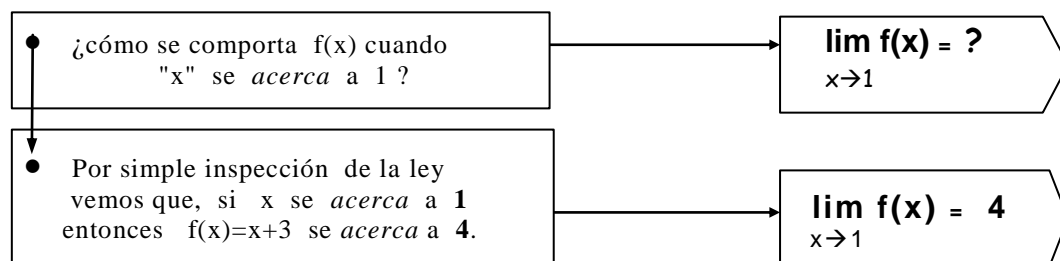 ¿cómo se comporta f(x) cuando
"x" se acerca a 1 ?
lim f(x) = ?
x→1
Por simple inspección de la ley
vemos que, si x se acerca a 1
entonces f(x)=x+3 se acerca a 4.
lim f(x) = 4
x→1